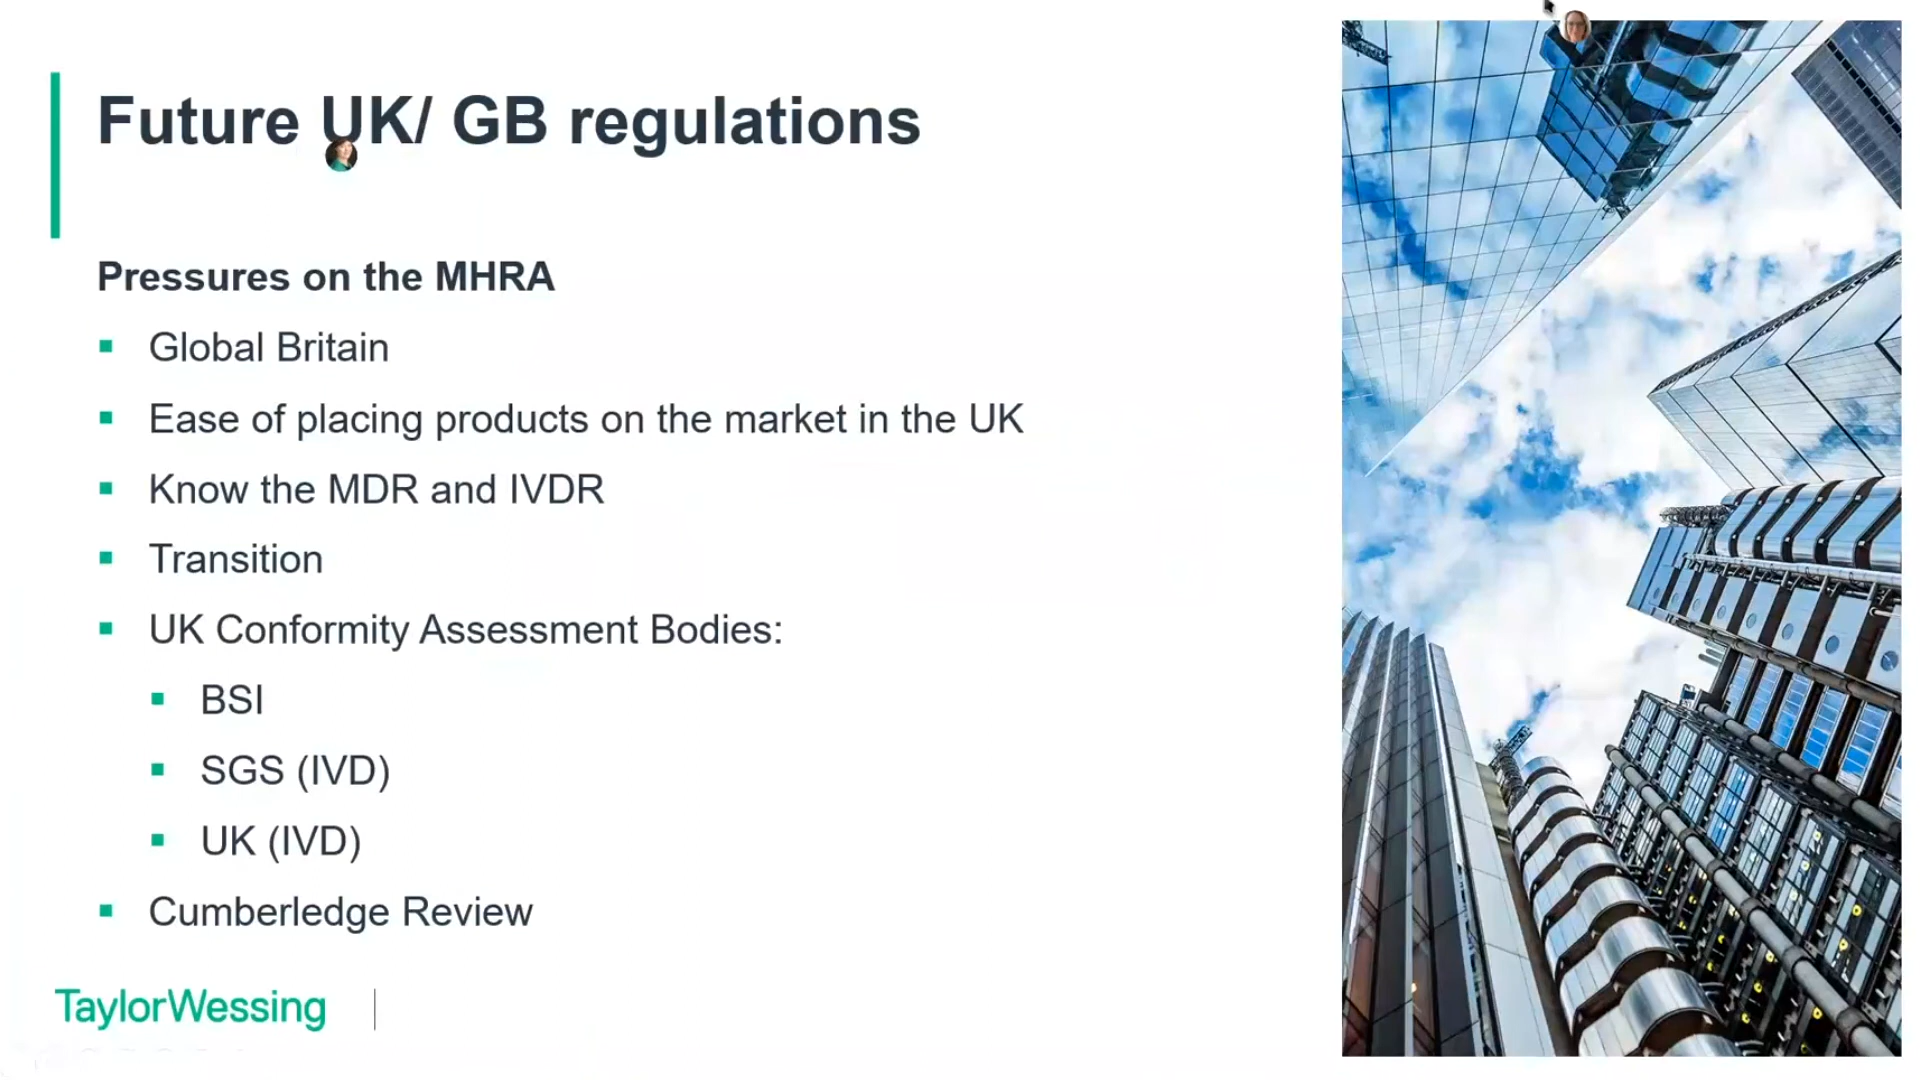 Future UK/ GB regulations
Pressures on the MHRA
Global Britain
Ease of placing products on the market in the UK
Know the MDR and IVDR
Transition
UK Conformity Assessment Bodies:
BSI
SGS (IVD)
UK (IVD)
Cumberledge Review
TaylorWessing